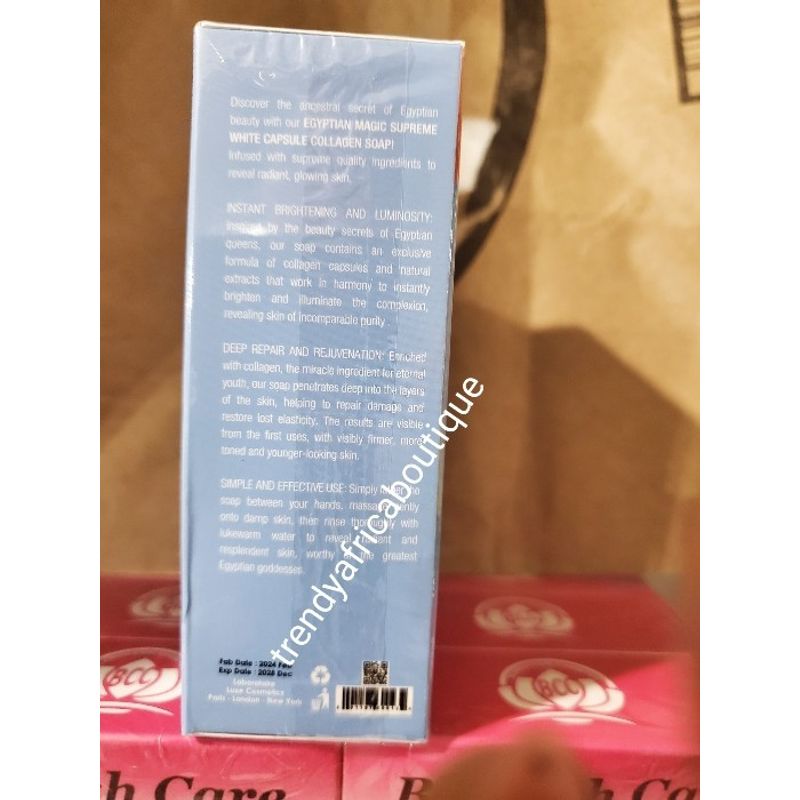 Discover the ancestral secret of Egyptian
beauty with our EGYPTIAN MAGIC SUPREME
WHITE CAPSULE COLLAGEN SOAP!
Infused with supreme quality ingredients to
reveal radiant, glowing skin.
INSTANT BRIGHTENING AND LUMINOSITY:
Inspired by the beauty secrets of Egyptian
queens, our soap contains an exclusive
formula of collagen capsules and natural
extracts that work in harmony to instantly
brighten and illuminate the complexion,
revealing skin of incomparable purity.
DEEP REPAIR AND REJUVENATION: Enriched
with collagen, the miracle ingredient for eternal
youth, our soap penetrates deep into the layers
of the skin, helping to repair damage and
restore lost elasticity. The results are visible
from the first uses, with visibly firmer, more
toned and younger-looking skin.
SIMPLE AND EFFECTIVE USE: Simply lather the
soap between your hands, massage gently
onto damp skin, then rinse thoroughly with
lukewarm water to reveal radiant and
resplendent skin, worthy of the greatest
Egyptian goddesses.
trendyafricaboutique
Fab Date : 2024 Fev
Exp Date : 2028 Dec
Laboratoire
Luxe Cosmetics
Paris - London - New York
BCC
BCC
h Care
h Ca